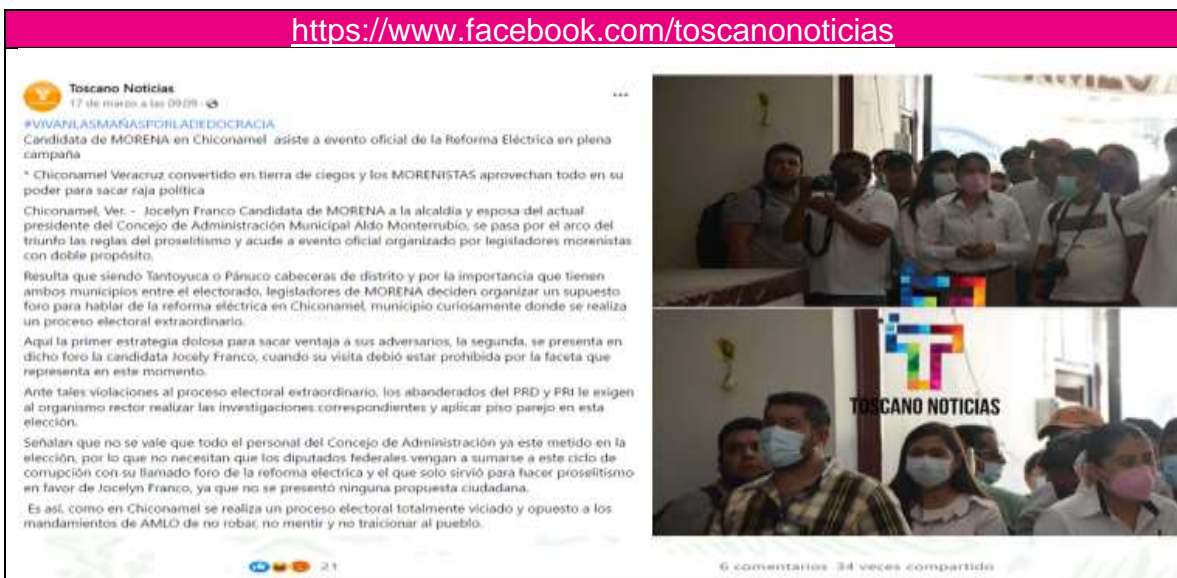 https://www.facebook.com/toscanonoticias
Toscano Noticias
17 de marzo a las 09:09
#VIVANLASMAÑASPORLADEDOCRACIA
Candidata de MORENA en Chiconamel asiste a evento oficial de la Reforma Eléctrica en plena
campaña
* Chiconamel Veracruz convertido en tierra de ciegos y los MORENISTAS aprovechan todo en su
poder para sacar raja política
Chiconamel, Ver. - Jocelyn Franco Candidata de MORENA a la alcaldía y esposa del actual
presidente del Concejo de Administración Municipal Aldo Monterrubio, se pasa por el arco del
triunfo las reglas del proselitismo y acude a evento oficial organizado por legisladores morenistas
con doble propósito.
Resulta que siendo Tantoyuca o Pánuco cabeceras de distrito y por la importancia que tienen
ambos municipios entre el electorado, legisladores de MORENA deciden organizar un supuesto
foro para hablar de la reforma eléctrica en Chiconamel, municipio curiosamente donde se realiza
un proceso electoral extraordinario.
Aquí la primer estrategia dolosa para sacar ventaja a sus adversarios, la segunda, se presenta en
dicho foro la candidata Jocely Franco, cuando su visita debió estar prohibida por la faceta que
representa en este momento.
Ante tales violaciones al proceso electoral extraordinario, los abanderados del PRD y PRI le exigen
al organismo rector realizar las investigaciones correspondientes y aplicar piso parejo en esta
elección.
Señalan que no se vale que todo el personal del Concejo de Administración ya este metido en la
elección, por lo que no necesitan que los diputados federales vengan a sumarse a este ciclo de
corrupción con su llamado foro de la reforma electrica y el que solo sirvió para hacer proselitismo
en favor de Jocelyn Franco, ya que no se presentó ninguna propuesta ciudadana.
Es así, como en Chiconamel se realiza un proceso electoral totalmente viciado y opuesto a los
mandamientos de AMLO de no robar, no mentir y no traicionar al pueblo.
21
6 comentarios 34 veces compartido
TOSCANO NOTICIAS